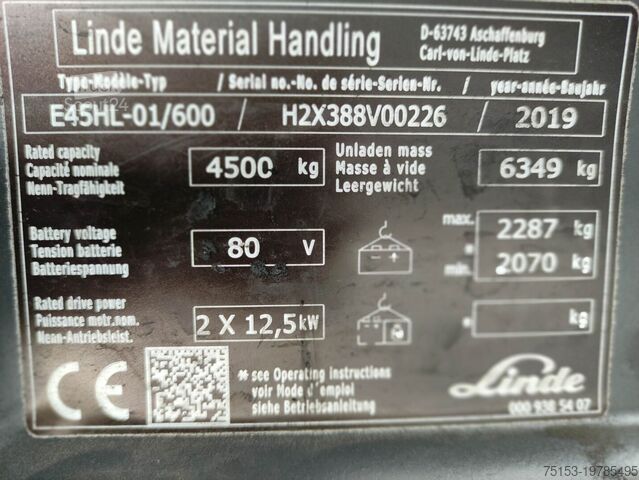 Linde Material Handling
D-63743 Aschaffenburg
Carl-von-Linde-Platz
Type-Modèle-Typ / Serial no.-No. de série-Serien-Nr. / year-année-Baujahr
E45HL-01/600 / H2X388V00226 / 2019
Rated capacity
Capacité nominale
Nenn-Tragfähigkeit
4500 kg
Unladen mass
Masse à vide
Leergewicht
6349 kg
Battery voltage
Tension batterie
Batteriespannung
80 V
- +
max. 2287 kg
*
min. 2070 kg
Rated drive power
Puissance motr.nom.
Nenn-Antriebsleist.
2 X 12,5 kW
* kg
CE
* see Operating instructions
voir Mode d'emploi
siehe Betriebsanleitung
Linde
000 938 54 07
75153-19785495